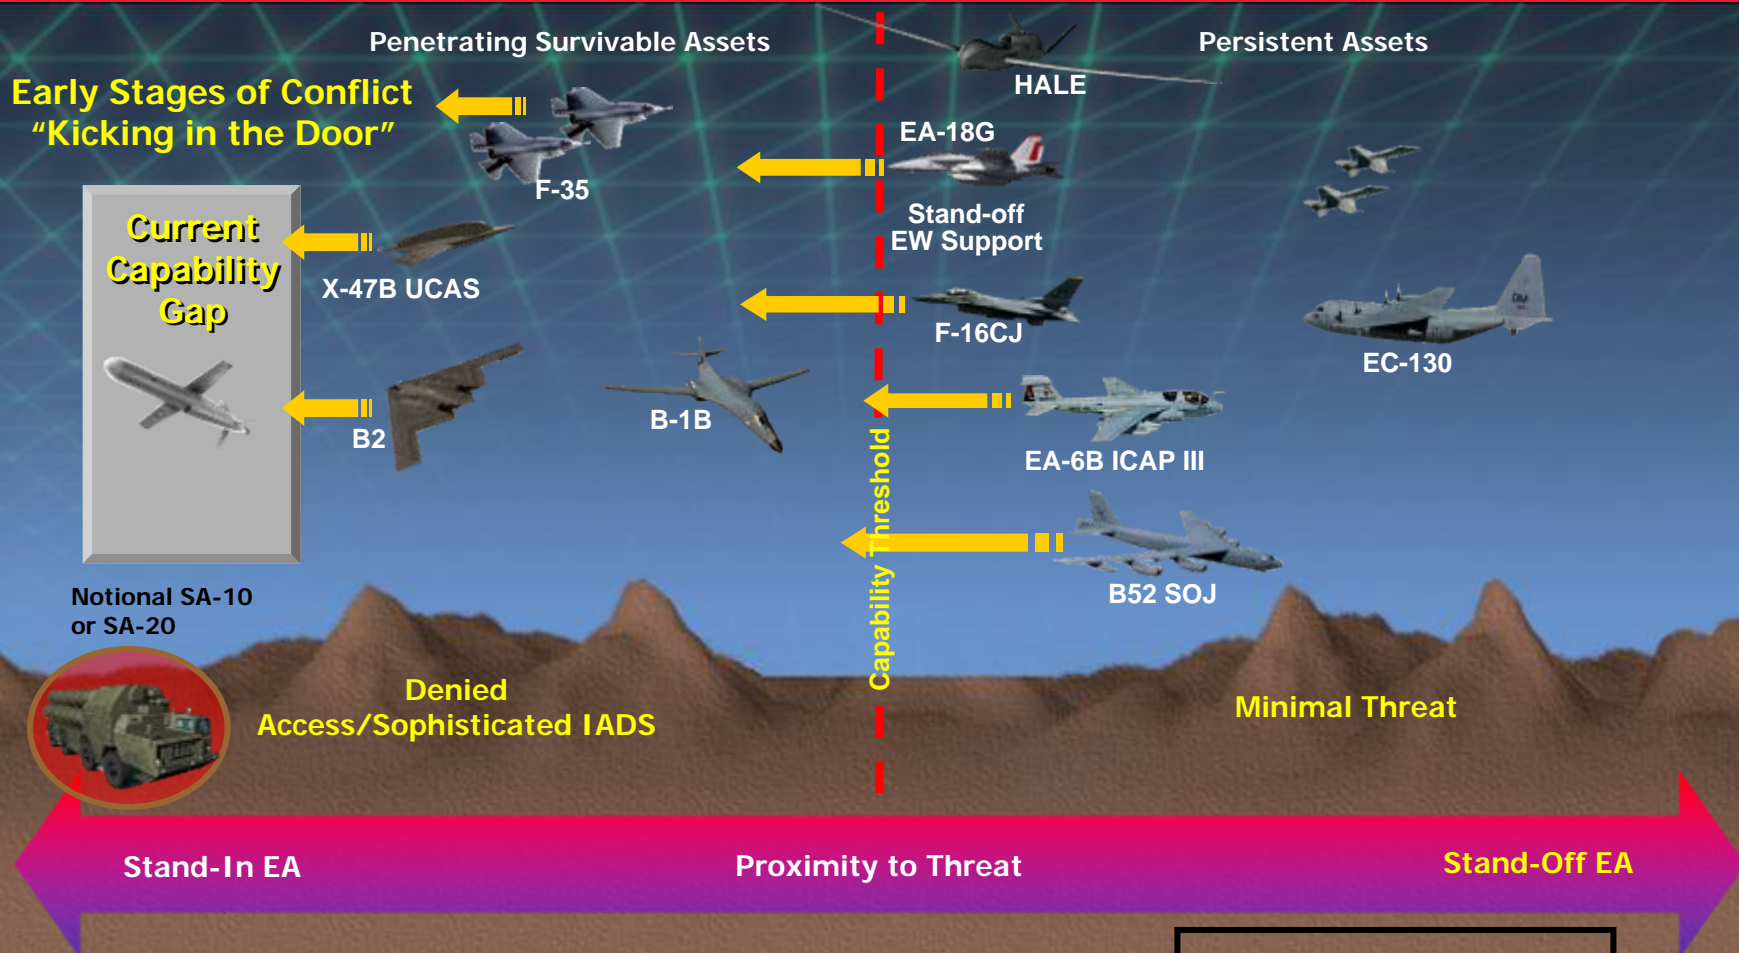 Penetrating Survivable Assets
Persistent Assets
Early Stages of Conflict
“Kicking in the Door”
HALE
EA-18G
F-35
Stand-off
EW Support
Current
Capability
Gap
X-47B UCAS
F-16CJ
EC-130
B2
B-1B
EA-6B ICAP III
Capability Threshold
B52 SOJ
Notional SA-10
or SA-20
Denied
Access/Sophisticated IADS
Minimal Threat
Stand-In EA
Proximity to Threat
Stand-Off EA